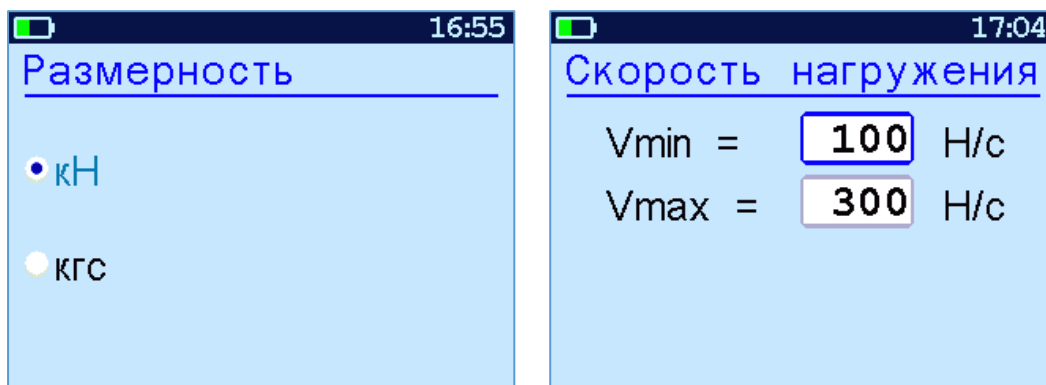 16:55
Размерность
кН
кгс
17:04
Скорость нагружения
Vmin = 100 Н/с
Vmax = 300 Н/с